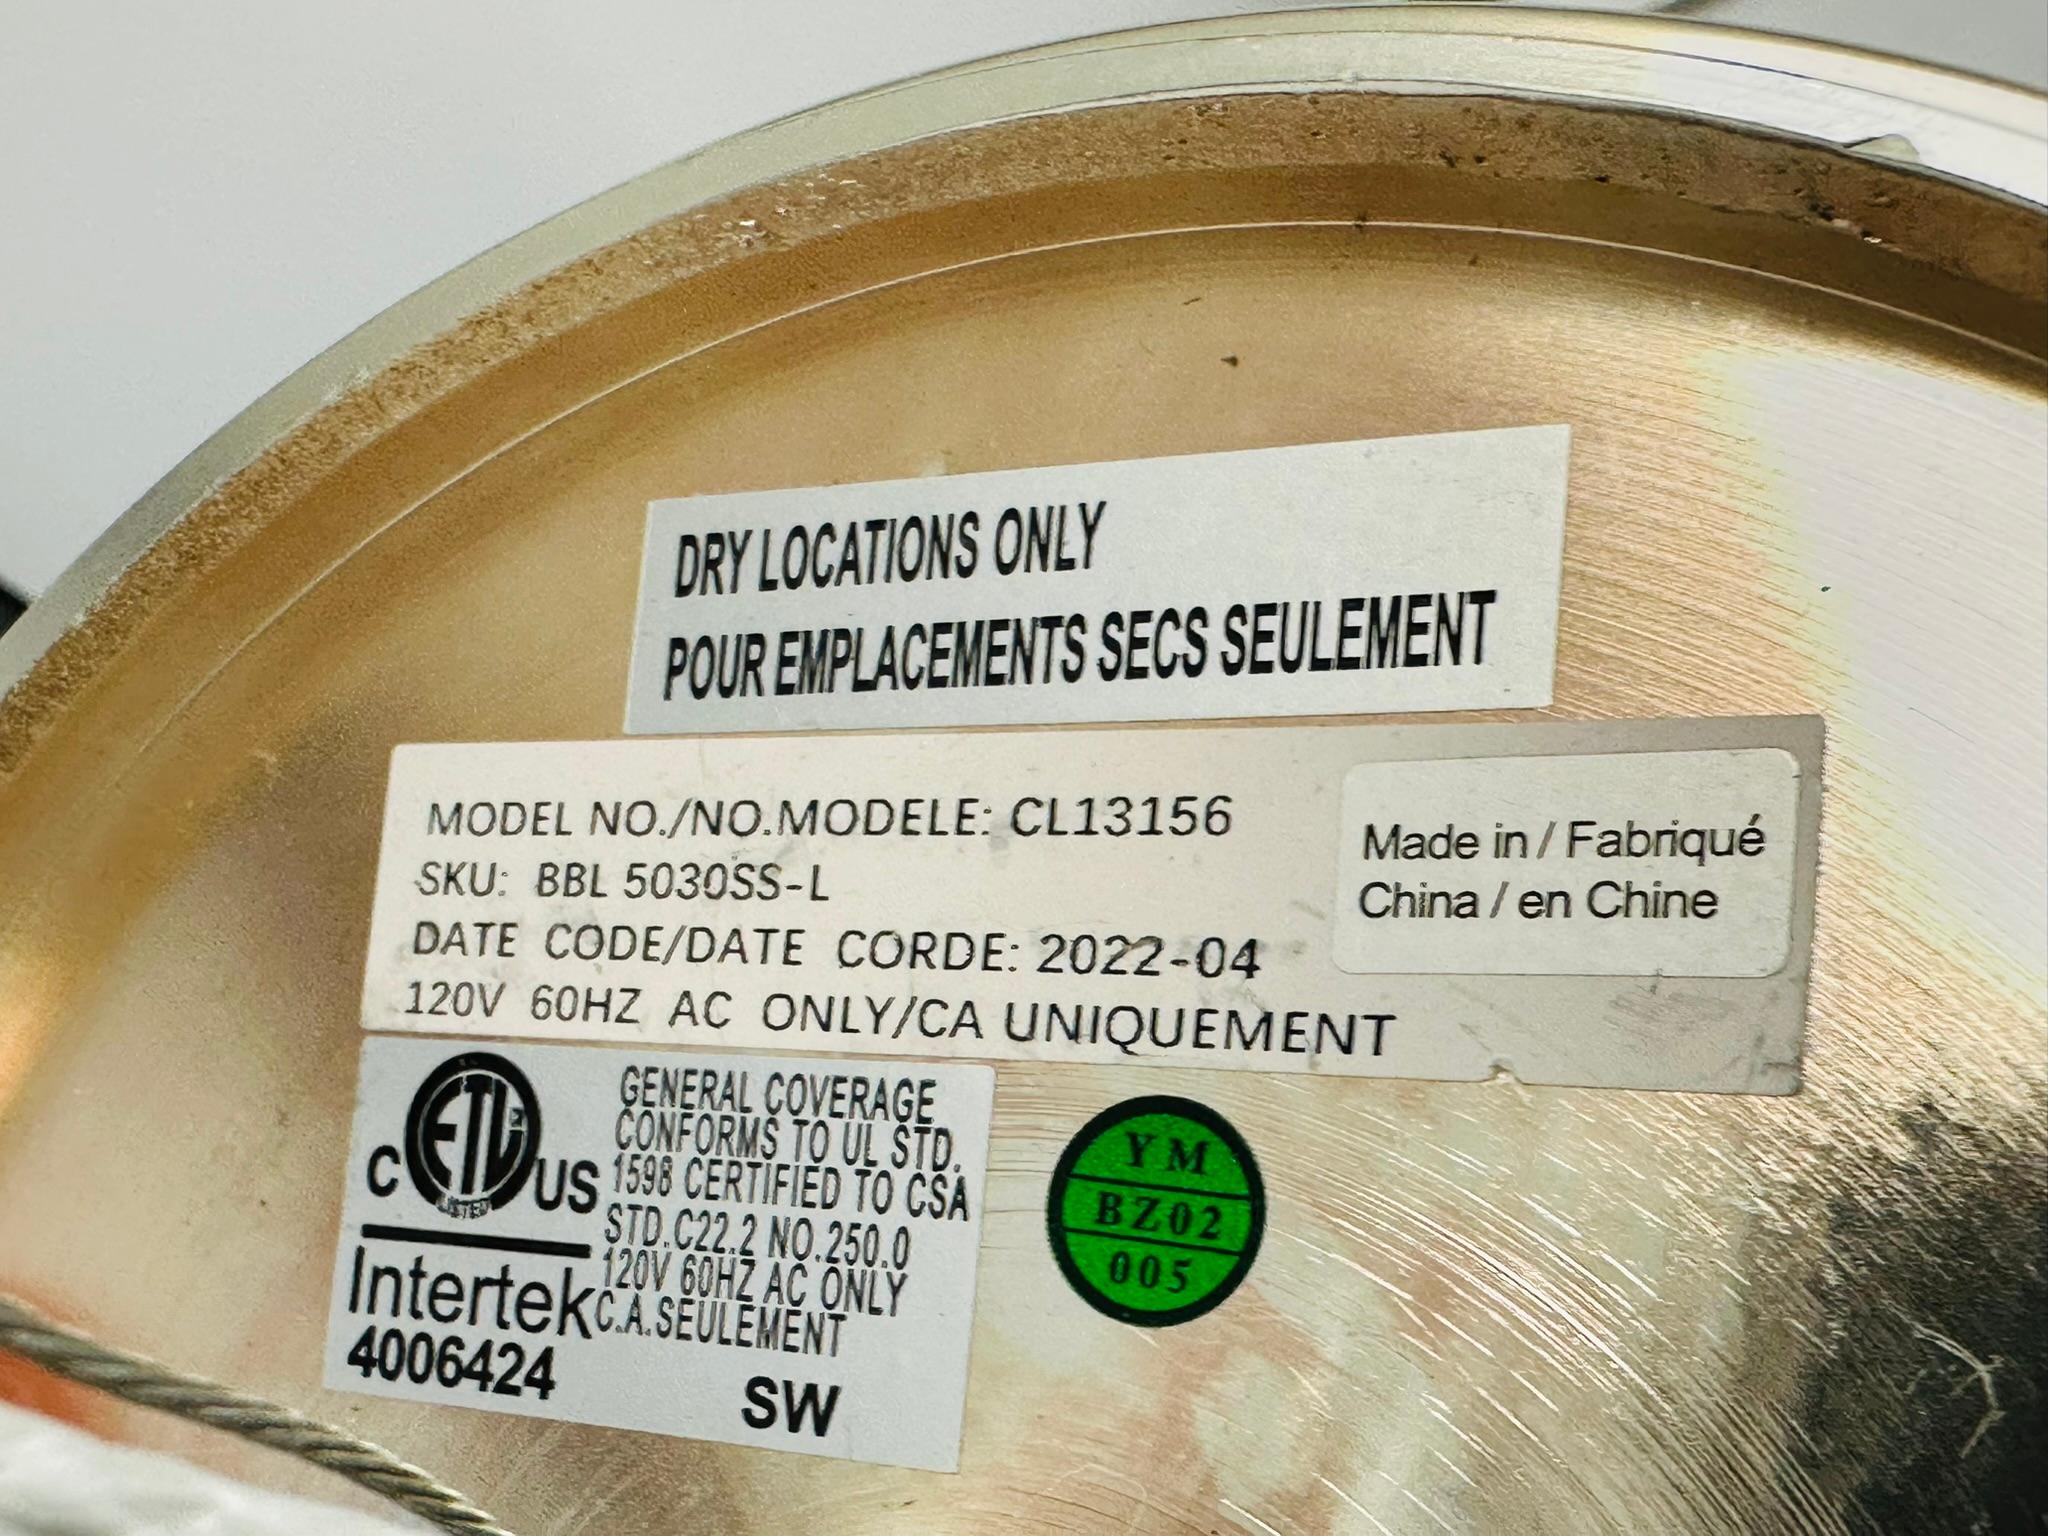 DRY LOCATIONS ONLY
POUR EMPLACEMENTS SECS SEULEMENT
MODEL NO./NO.MODELE: CL13156
SKU: BBL 5030SS-L
DATE CODE/DATE CORDE: 2022-04
120V 60HZ AC ONLY/CA UNIQUEMENT
Made in / Fabriqué
China / en Chine
C ETL US
LISTED
Intertek
4006424
GENERAL COVERAGE
CONFORMS TO UL STD.
1598 CERTIFIED TO CSA
STD.C22.2 NO.250.0
120V 60HZ AC ONLY
C.A.SEULEMENT
SW
YM
BZ02
005